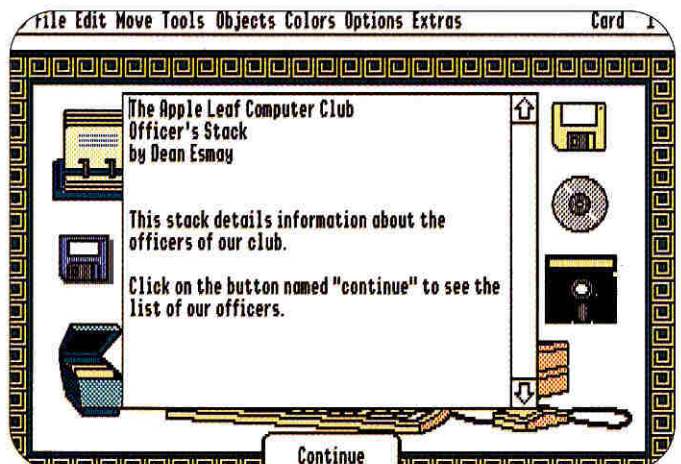 File Edit Move Tools Objects Colors Options Extras Card 1
The Apple Leaf Computer Club
Officer's Stack
by Dean Esmay
This stack details information about the
officers of our club.
Click on the button named "continue" to see the
list of our officers.
Continue